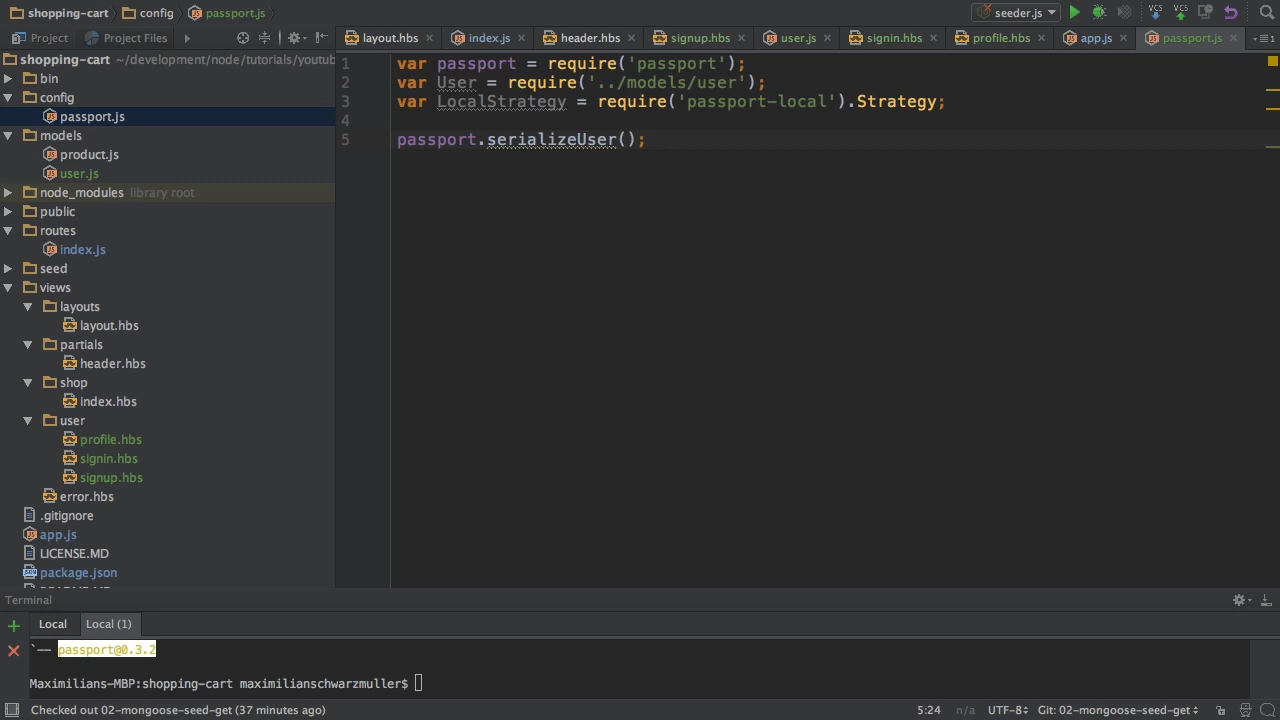 shopping-cart config passport.js seeder.js VCS VCS
Project Project Files layout.hbs index.js header.hbs signup.hbs user.js signin.hbs profile.hbs app.js passport.js
shopping-cart ~/development/node/tutorials/youtub
bin
config
passport.js
models
product.js
user.js
node_modules library root
public
routes
index.js
seed
views
layouts
layout.hbs
partials
header.hbs
shop
index.hbs
user
profile.hbs
signin.hbs
signup.hbs
error.hbs
.gitignore
app.js
LICENSE.MD
package.json
1 var passport = require('passport');
2 var User = require('../models/user');
3 var LocalStrategy = require('passport-local').Strategy;
4
5 passport.serializeUser();
Terminal
Local Local (1)
`── passport@0.3.2
Maximilians-MBP:shopping-cart maximilianschwarzmuller$
Checked out 02-mongoose-seed-get (37 minutes ago) 5:24 n/a UTF-8 Git: 02-mongoose-seed-get